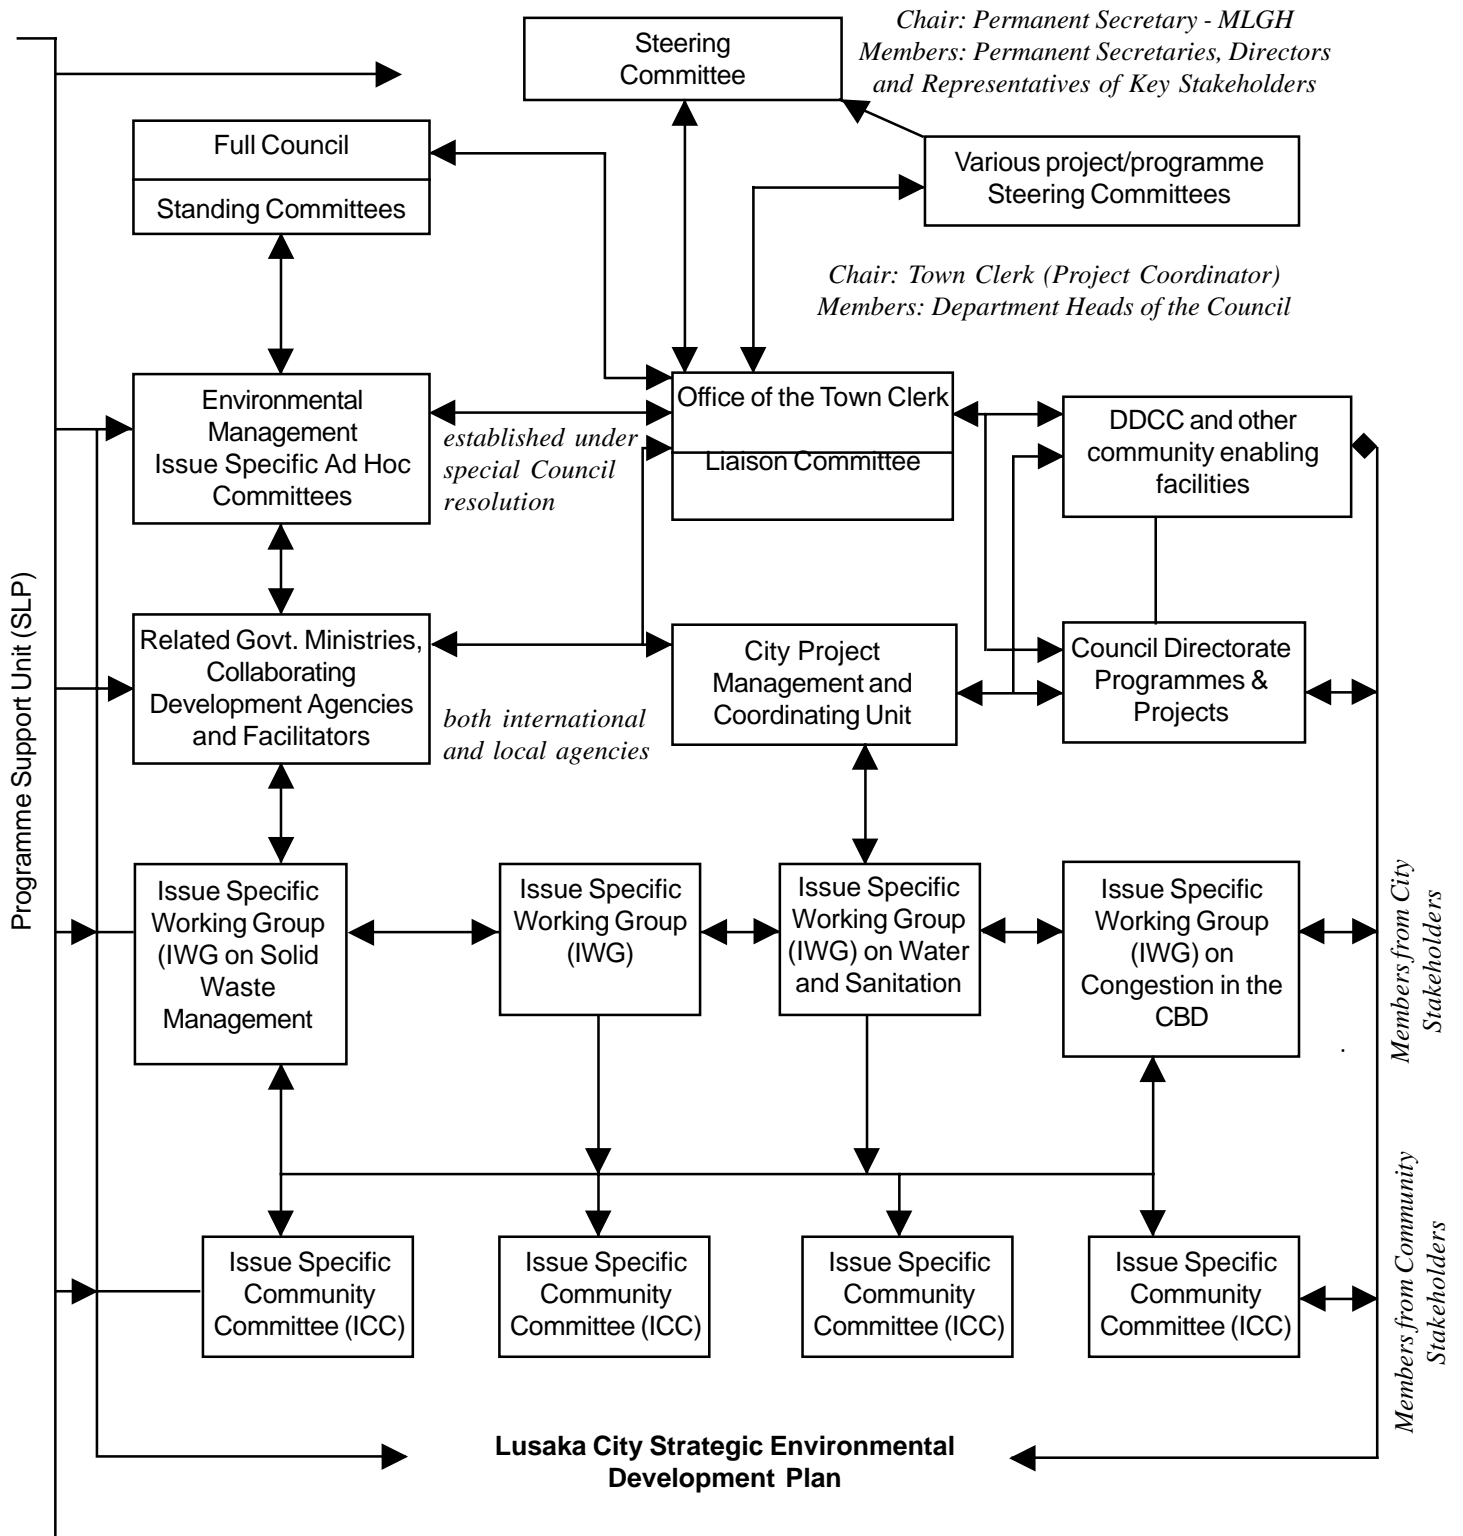 Chair: Permanent Secretary - MLGH
Members: Permanent Secretaries, Directors
and Representatives of Key Stakeholders
Steering
Committee
Full Council
Standing Committees
Various project/programme
Steering Committees
Chair: Town Clerk (Project Coordinator)
Members: Department Heads of the Council
Environmental
Management
Issue Specific Ad Hoc
Committees
established under
special Council
resolution
Office of the Town Clerk
Liaison Committee
DDCC and other
community enabling
facilities
Programme Support Unit (SLP)
Related Govt. Ministries,
Collaborating
Development Agencies
and Facilitators
both international
and local agencies
City Project
Management and
Coordinating Unit
Council Directorate
Programmes &
Projects
Issue Specific
Working Group
(IWG on Solid
Waste
Management
Issue Specific
Working Group
(IWG)
Issue Specific
Working Group
(IWG) on Water
and Sanitation
Issue Specific
Working Group
(IWG) on
Congestion in the
CBD
Members from City
Stakeholders
Issue Specific
Community
Committee (ICC)
Issue Specific
Community
Committee (ICC)
Issue Specific
Community
Committee (ICC)
Issue Specific
Community
Committee (ICC)
Members from Community
Stakeholders
Lusaka City Strategic Environmental
Development Plan